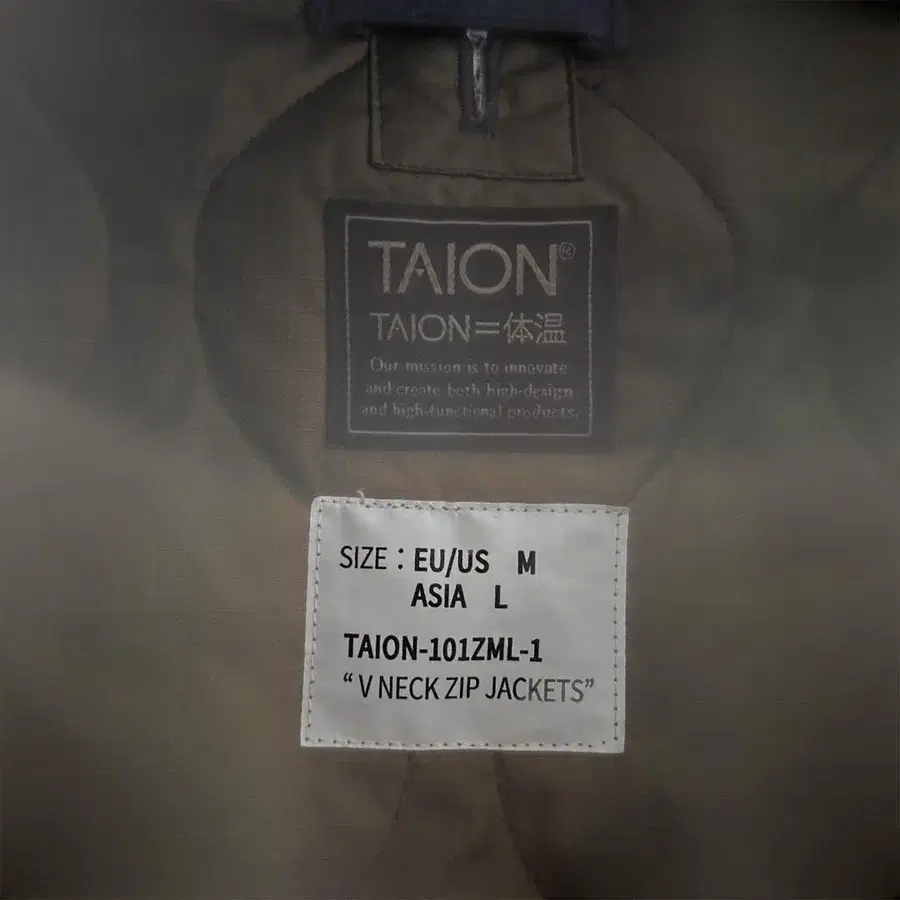 TAION®
TAION=体温
Our mission is to innovate
and create both high-design
and high-functional products.
SIZE : EU/US M
ASIA L
TAION-101ZML-1
“V NECK ZIP JACKETS”